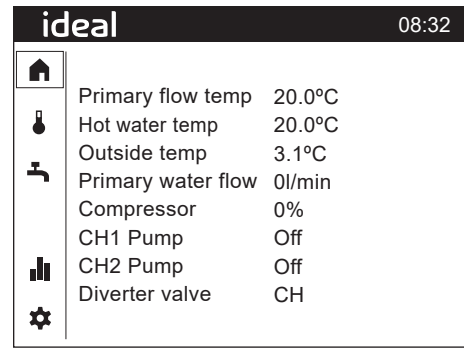 ideal 08:32
Primary flow temp 20.0ºC
Hot water temp 20.0ºC
Outside temp 3.1ºC
Primary water flow 0l/min
Compressor 0%
CH1 Pump Off
CH2 Pump Off
Diverter valve CH